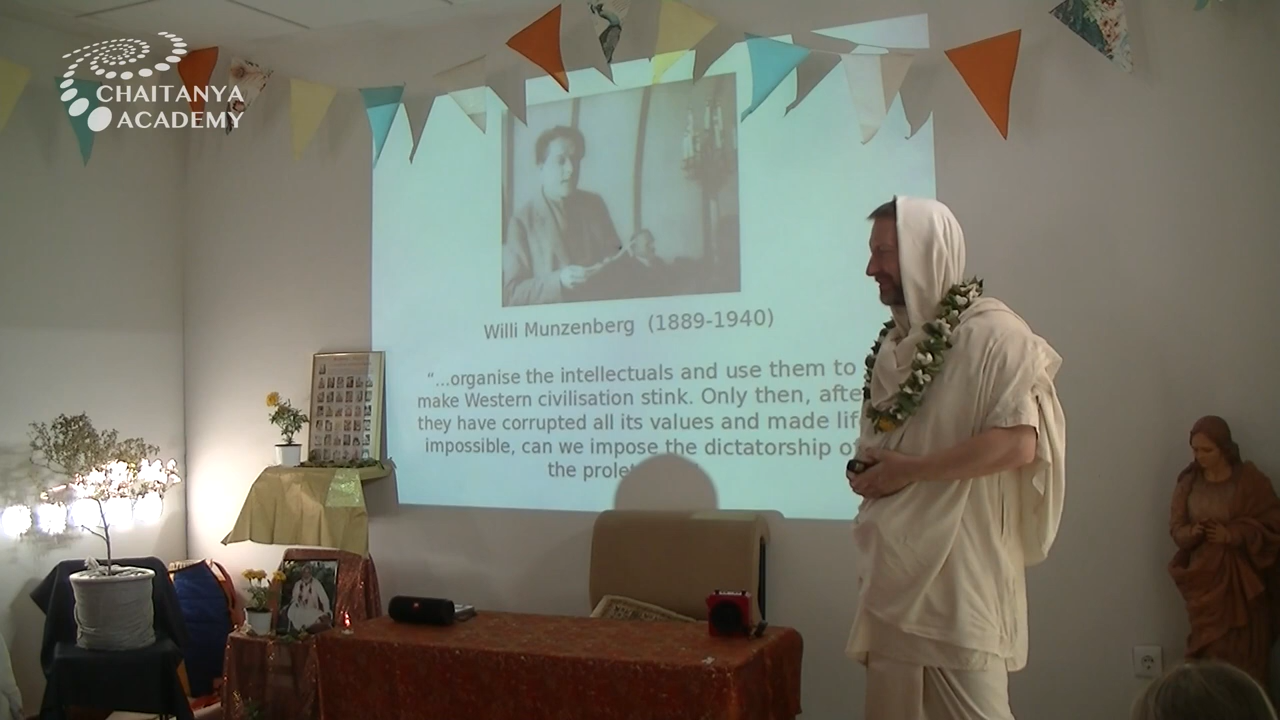 CHAITANYA
ACADEMY
Willi Munzenberg (1889-1940)
“...organise the intellectuals and use them to
make Western civilisation stink. Only then, afte
they have corrupted all its values and made lif
impossible, can we impose the dictatorship o
the prole